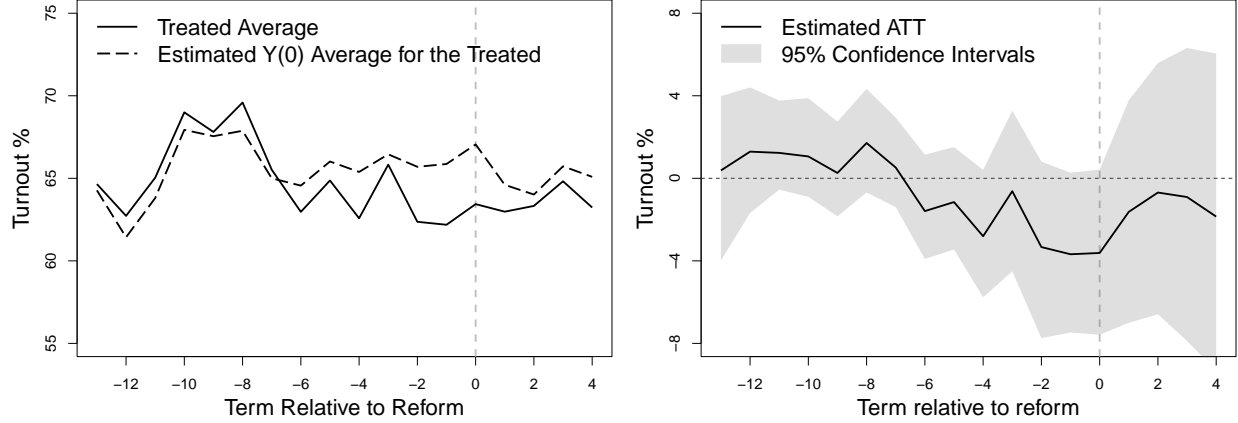 Treated Average
Estimated Y(0) Average for the Treated
Turnout %
75
70
65
60
55
−12 −10 −8 −6 −4 −2 0 2 4
Term Relative to Reform
Estimated ATT
95% Confidence Intervals
Turnout %
8
4
0
−4
−8
−12 −10 −8 −6 −4 −2 0 2 4
Term relative to reform